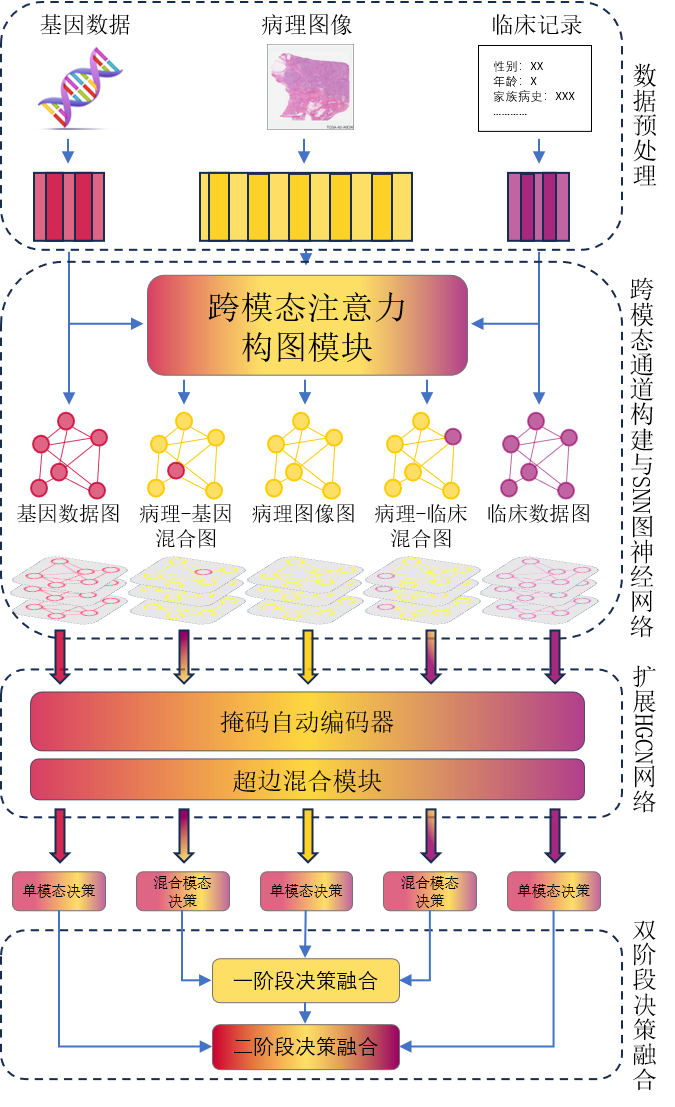 基因数据
病理图像
临床记录
性别：XX
年龄：X
家族病史：XXX
…………
数据预处理
跨模态注意力
构图模块
基因数据图
病理-基因
混合图
病理图像图
病理-临床
混合图
临床数据图
跨模态通道构建与SNN图神经网络
掩码自动编码器
超边混合模块
扩展HGCN网络
单模态决策
混合模态
决策
单模态决策
混合模态
决策
单模态决策
一阶段决策融合
二阶段决策融合
双阶段决策融合